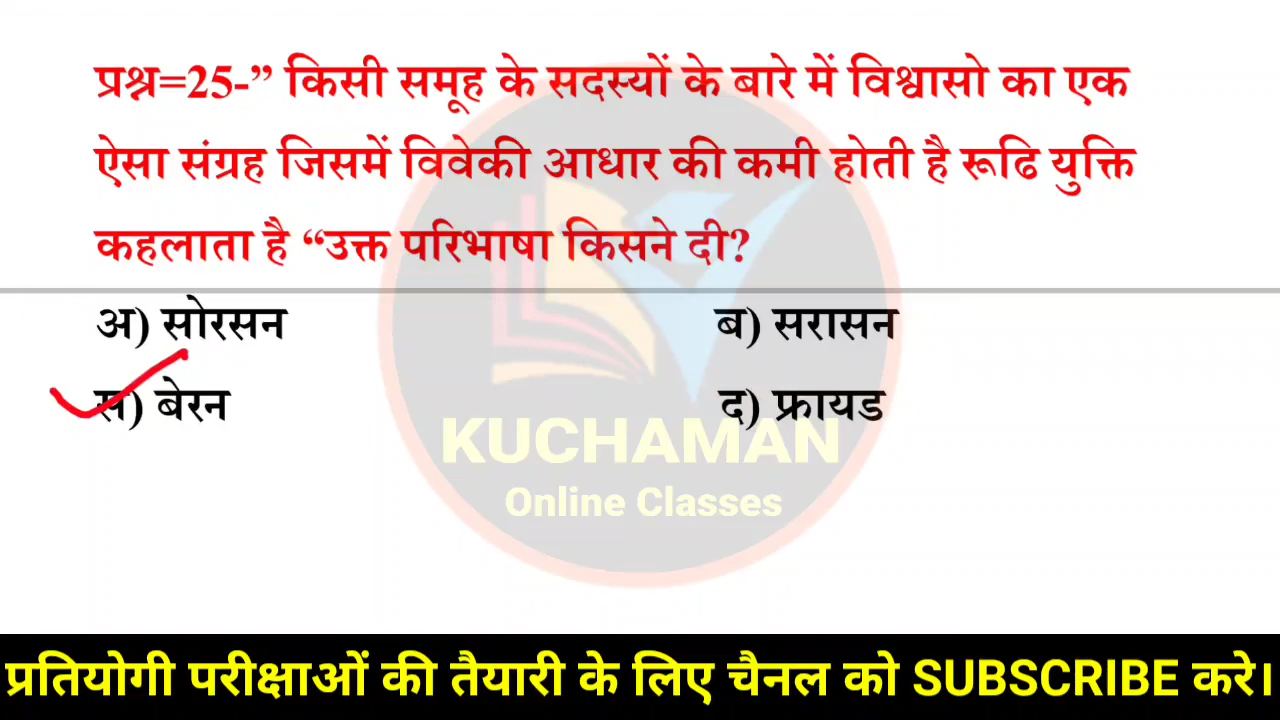 प्रश्न=25-” किसी समूह के सदस्यों के बारे में विश्वासो का एक
ऐसा संग्रह जिसमें विवेकी आधार की कमी होती है रूढि युक्ति
कहलाता है “उक्त परिभाषा किसने दी?
अ) सोरसन ब) सरासन
स) बेरन द) फ्रायड
KUCHAMAN
Online Classes
प्रतियोगी परीक्षाओं की तैयारी के लिए चैनल को SUBSCRIBE करे।